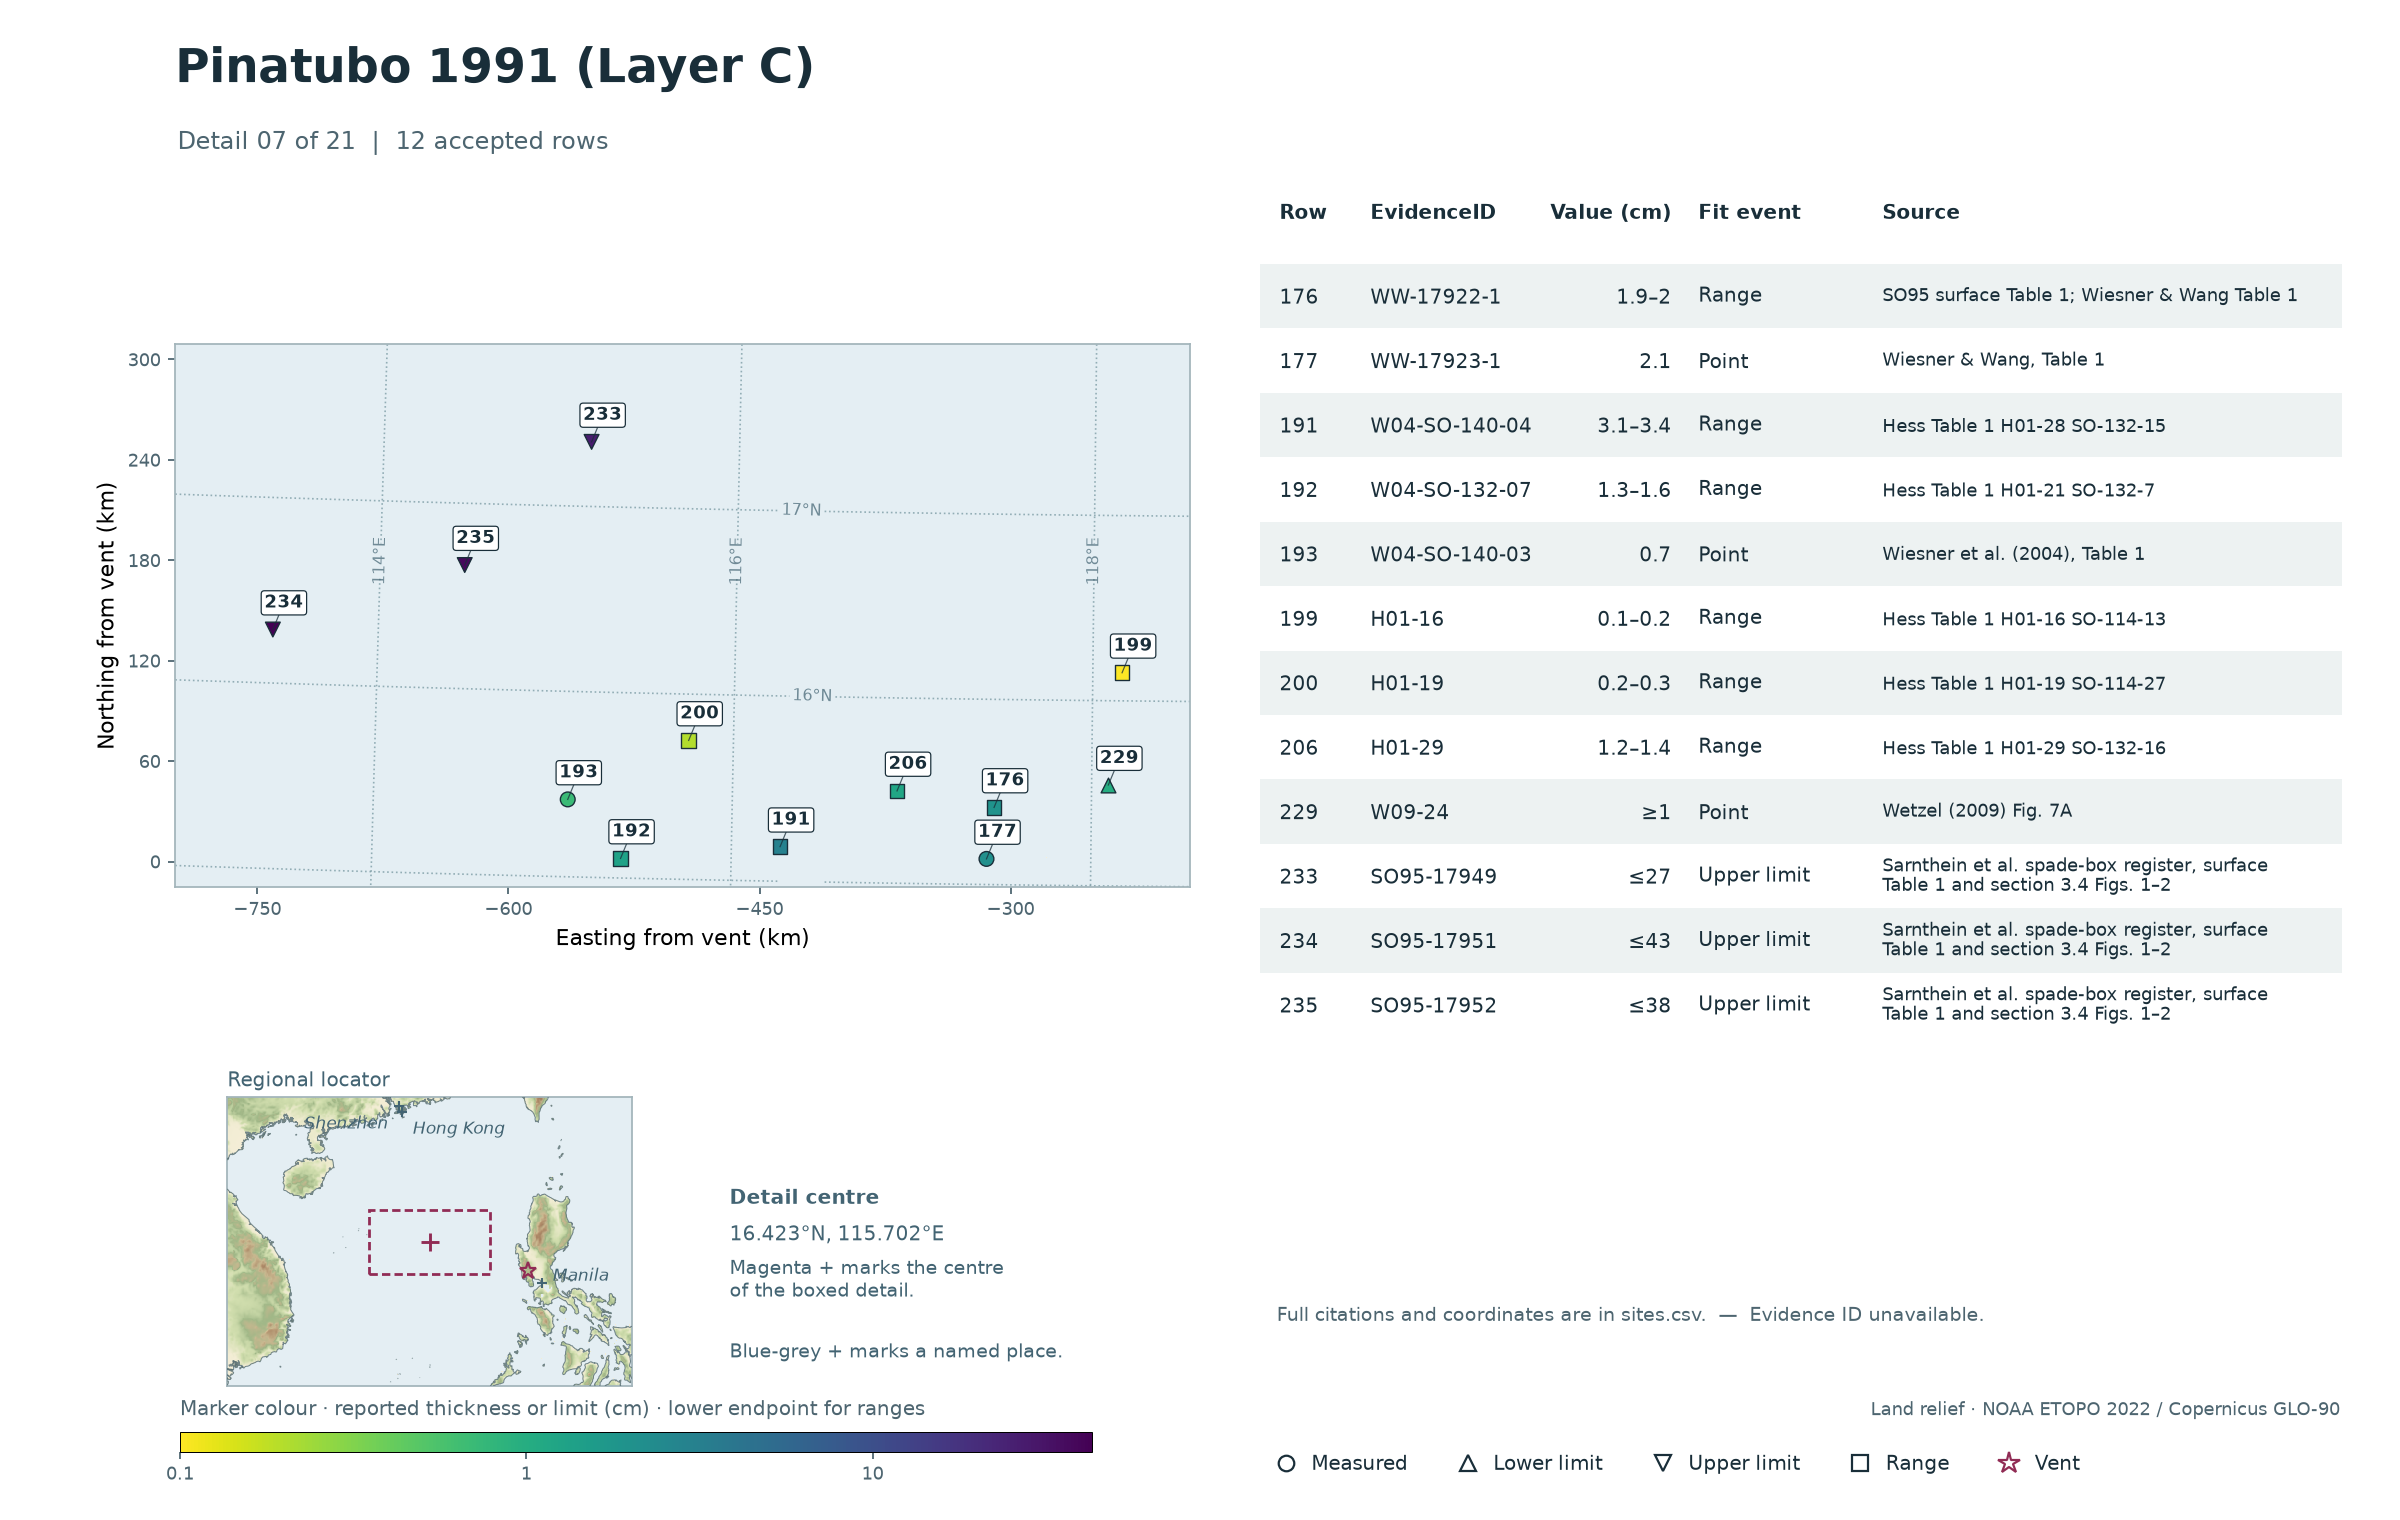 Pinatubo 1991 (Layer C)
Detail 07 of 21 | 12 accepted rows
Row EvidenceID Value (cm) Fit event Source
176 WW-17922-1 1.9–2 Range SO95 surface Table 1; Wiesner & Wang Table 1
177 WW-17923-1 2.1 Point Wiesner & Wang, Table 1
191 W04-SO-140-04 3.1–3.4 Range Hess Table 1 H01-28 SO-132-15
192 W04-SO-132-07 1.3–1.6 Range Hess Table 1 H01-21 SO-132-7
193 W04-SO-140-03 0.7 Point Wiesner et al. (2004), Table 1
199 H01-16 0.1–0.2 Range Hess Table 1 H01-16 SO-114-13
200 H01-19 0.2–0.3 Range Hess Table 1 H01-19 SO-114-27
206 H01-29 1.2–1.4 Range Hess Table 1 H01-29 SO-132-16
229 W09-24 ≥1 Point Wetzel (2009) Fig. 7A
233 SO95-17949 ≤27 Upper limit Sarnthein et al. spade-box register, surface
Table 1 and section 3.4 Figs. 1–2
234 SO95-17951 ≤43 Upper limit Sarnthein et al. spade-box register, surface
Table 1 and section 3.4 Figs. 1–2
235 SO95-17952 ≤38 Upper limit Sarnthein et al. spade-box register, surface
Table 1 and section 3.4 Figs. 1–2
Northing from vent (km)
300
240
180
120
60
0
233
17°N
235
114°E
116°E
118°E
234
199
16°N
200
229
206
193
176
191
192
177
−750
−600
−450
−300
Easting from vent (km)
Regional locator
Shenzhen
Hong Kong
Manila
Detail centre
16.423°N, 115.702°E
Magenta + marks the centre
of the boxed detail.
Blue-grey + marks a named place.
Full citations and coordinates are in sites.csv. — Evidence ID unavailable.
Marker colour · reported thickness or limit (cm) · lower endpoint for ranges
0.1
1
10
Land relief · NOAA ETOPO 2022 / Copernicus GLO-90
Measured
Lower limit
Upper limit
Range
Vent